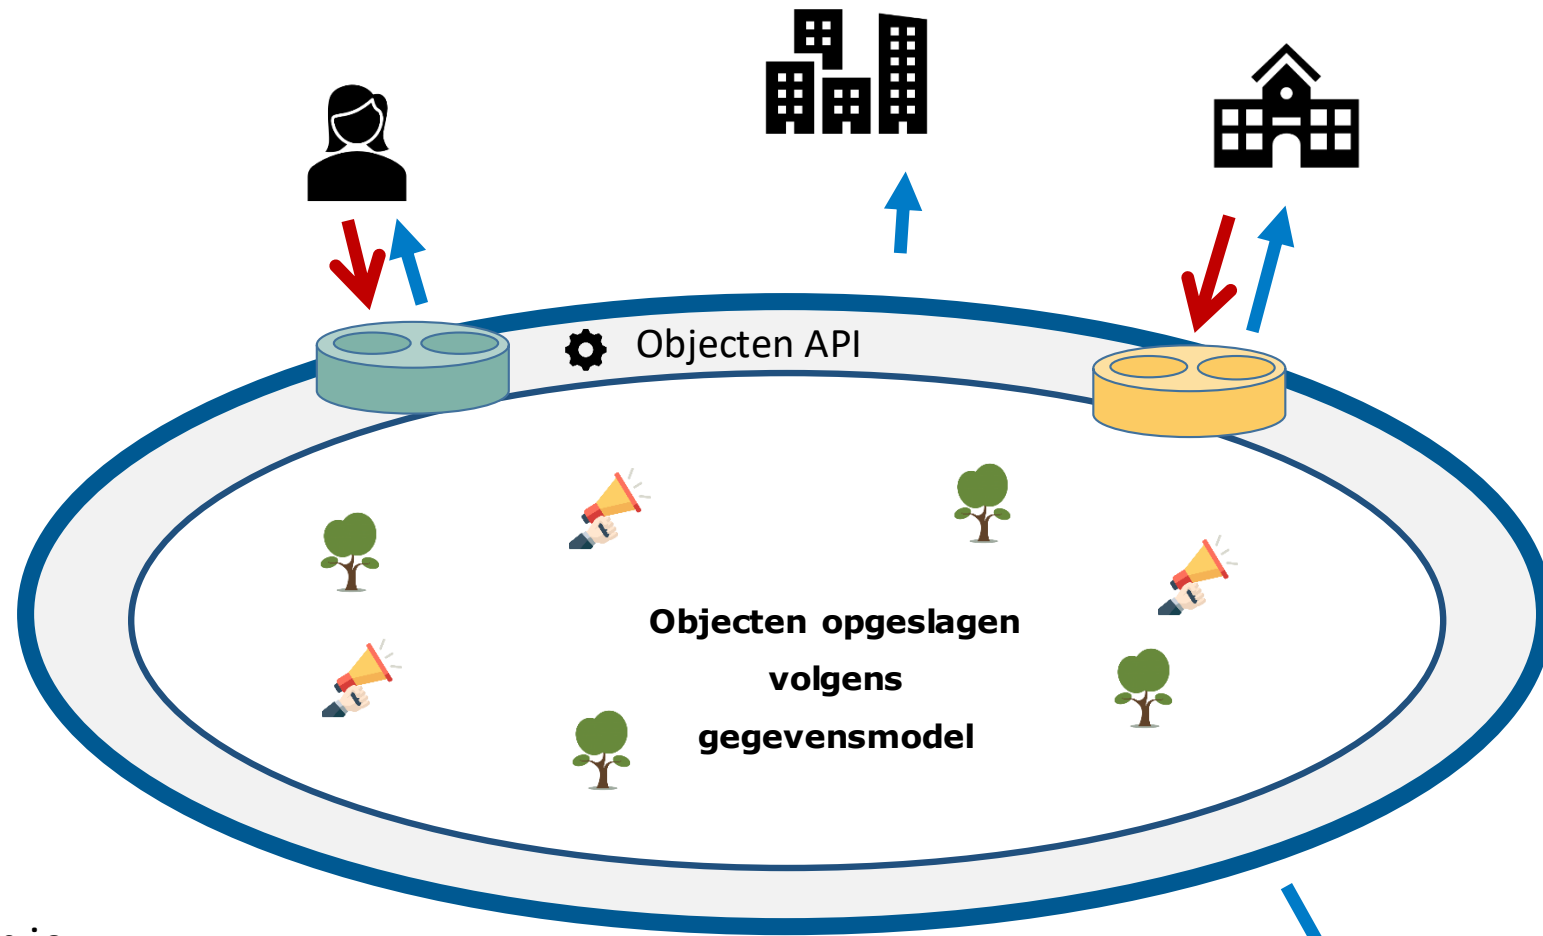 Objecten API
Objecten opgeslagen
volgens
gegevensmodel